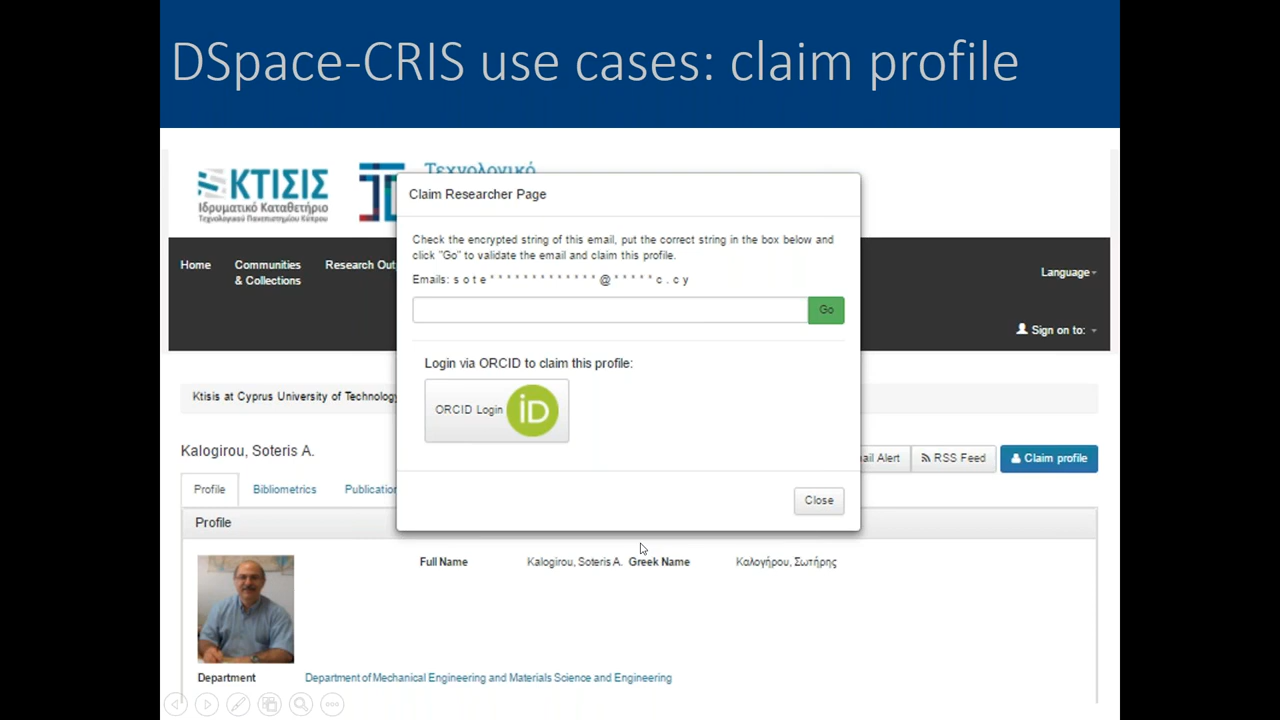 DSpace-CRIS use cases: claim profile
ΚΤΙΣΙΣ
Ιδρυματικό Καταθετήριο
Τεχνολογικού Πανεπιστημίου Κύπρου
Τεχνολογικό
Claim Researcher Page
Check the encrypted string of this email, put the correct string in the box below and
click "Go" to validate the email and claim this profile.
Emails: s o t e * * * * * * * * * * * * * @ * * * * * c . c y
Go
Login via ORCID to claim this profile:
ORCID Login iD
Close
Home
Communities
& Collections
Research Out
Language
Sign on to:
Ktisis at Cyprus University of Technology
Kalogirou, Soteris A.
ail Alert
RSS Feed
Claim profile
Profile
Bibliometrics
Publication
Profile
Full Name
Kalogirou, Soteris A.
Greek Name
Καλογήρου, Σωτήρης
Department
Department of Mechanical Engineering and Materials Science and Engineering